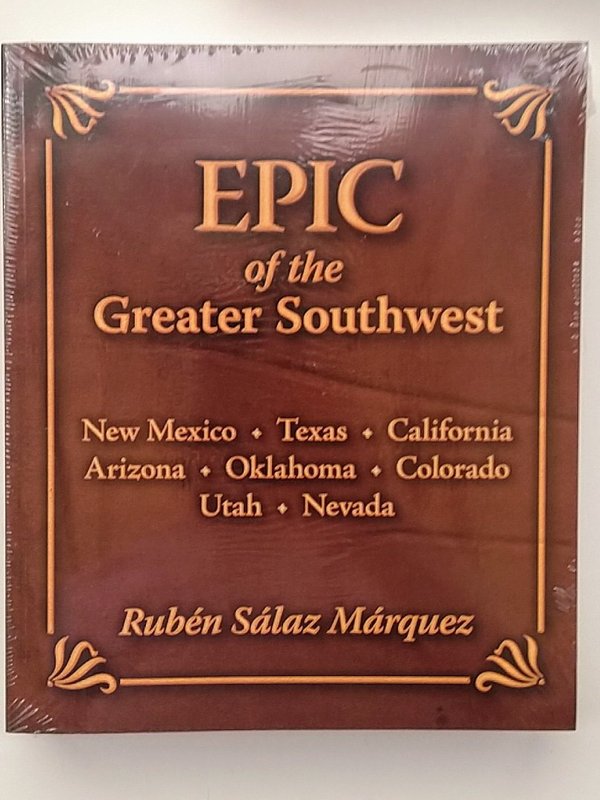 EPIC
of the
Greater Southwest
New Mexico • Texas • California
Arizona • Oklahoma • Colorado
Utah • Nevada
Rubén Sálaz Márquez